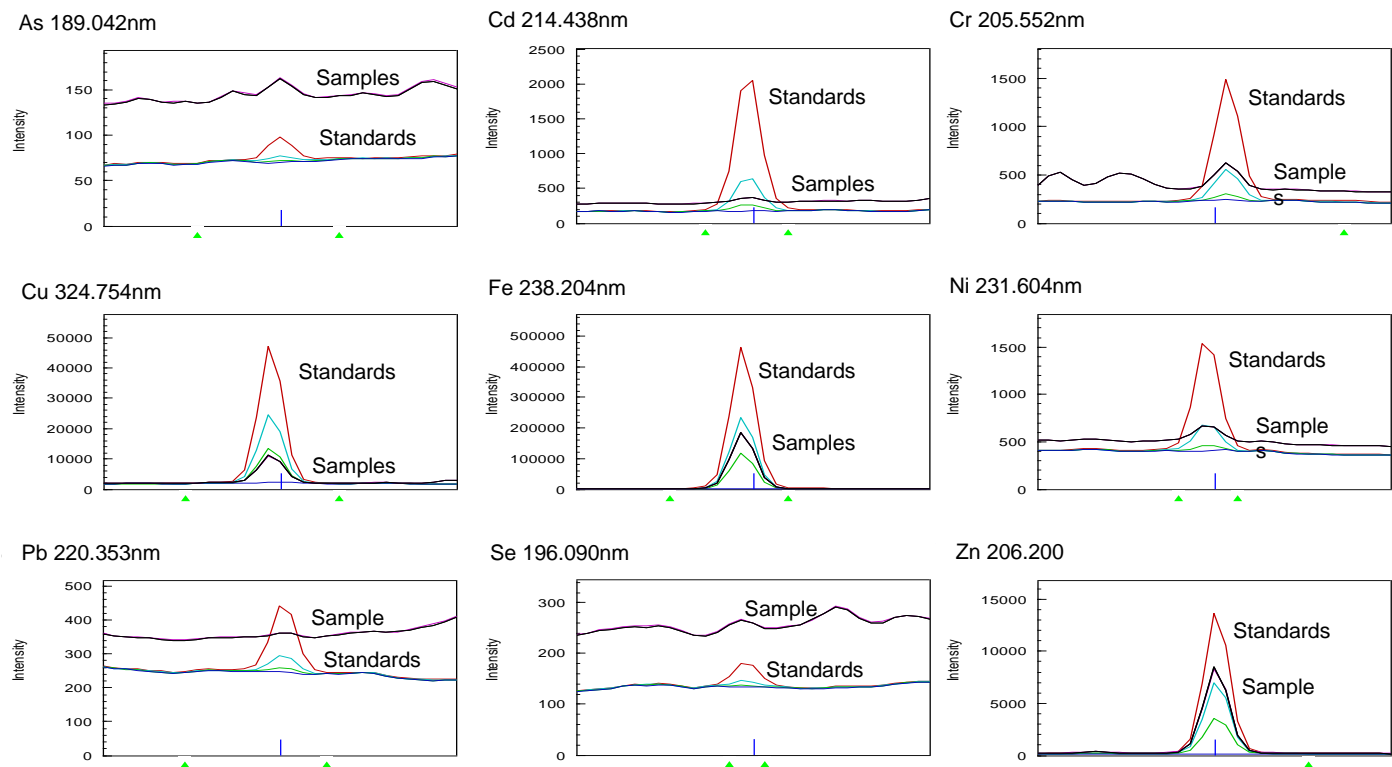 As 189.042nm
Intensity
150
100
50
0
Samples
Standards
Cd 214.438nm
2500
2000
1500
1000
500
0
Standards
Samples
Cr 205.552nm
Intensity
1500
1000
500
0
Standards
Sample
s
Cu 324.754nm
Intensity
50000
40000
30000
20000
10000
0
Standards
Samples
Fe 238.204nm
Intensity
500000
400000
300000
200000
100000
0
Standards
Samples
Ni 231.604nm
Intensity
1500
1000
500
0
Standards
Sample
s
Pb 220.353nm
Intensity
500
400
300
200
100
0
Sample
Standards
Se 196.090nm
Intensity
300
200
100
0
Sample
Standards
Zn 206.200
Intensity
15000
10000
5000
0
Standards
Sample